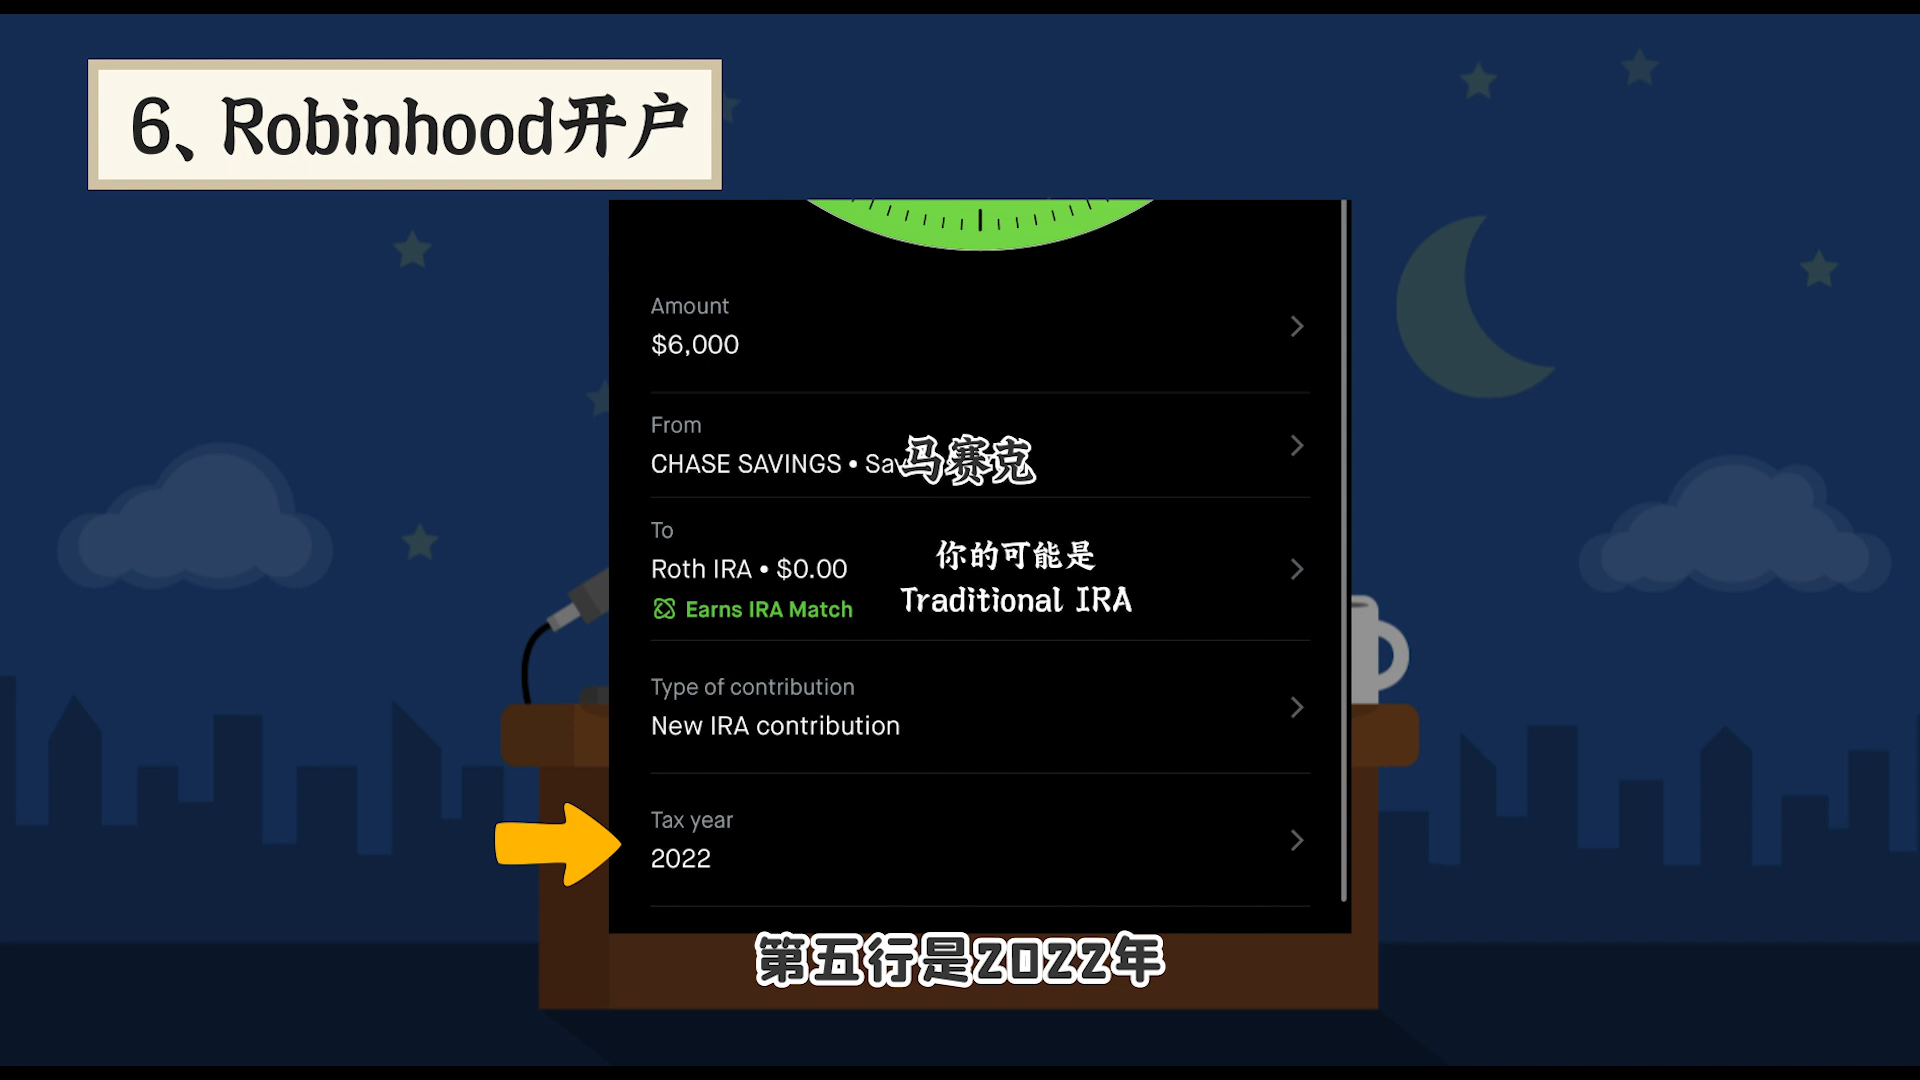 6、Robinhood开户
Amount
$6,000
From
CHASE SAVINGS • Sav
马赛克
To
Roth IRA • $0.00
Earns IRA Match
你的可能是
Traditional IRA
Type of contribution
New IRA contribution
Tax year
2022
第五行是2022年